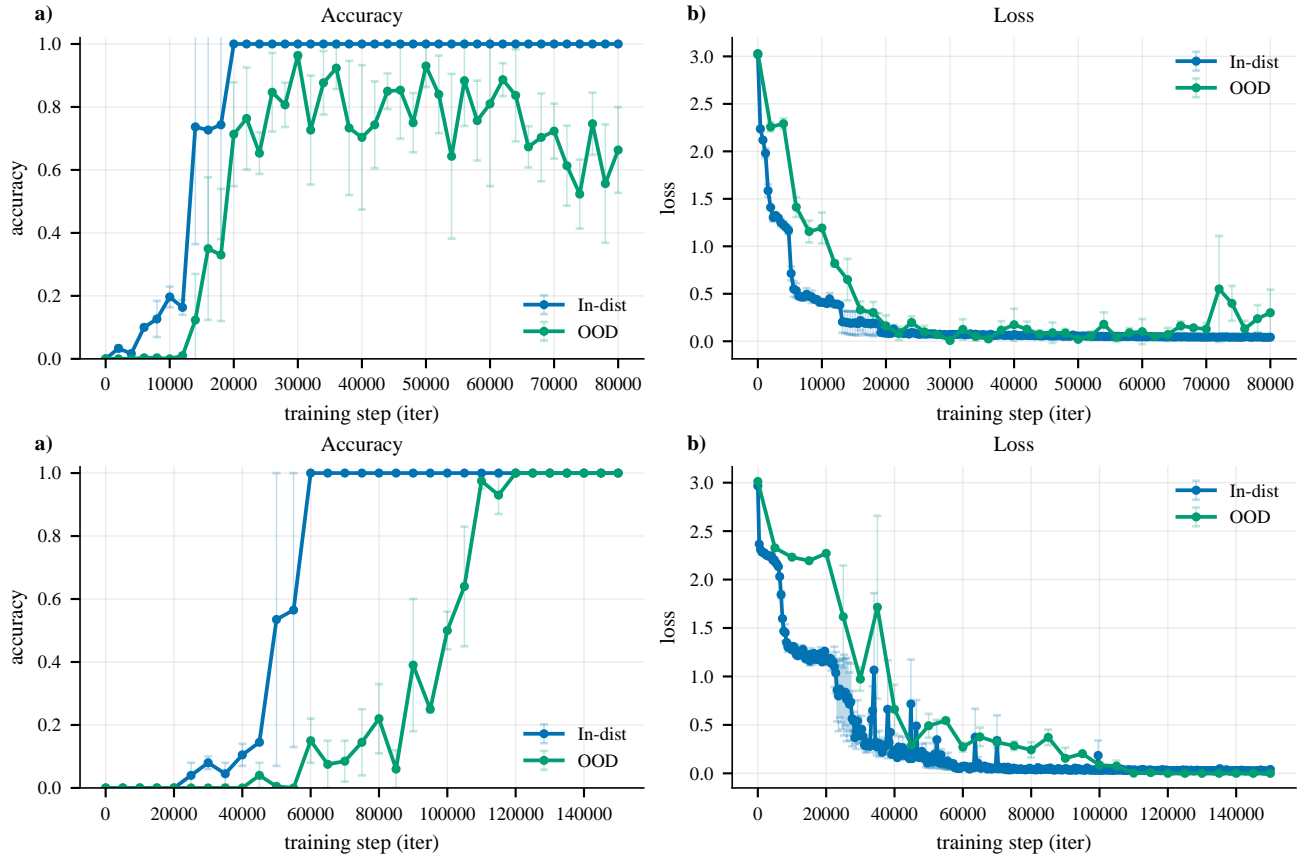 a)
Accuracy
1.0
0.8
0.6
0.4
0.2
0.0
accuracy
In-dist
OOD
0 10000 20000 30000 40000 50000 60000 70000 80000
training step (iter)
b)
Loss
3.0
2.5
2.0
1.5
1.0
0.5
0.0
loss
In-dist
OOD
0 10000 20000 30000 40000 50000 60000 70000 80000
training step (iter)
a)
Accuracy
1.0
0.8
0.6
0.4
0.2
0.0
accuracy
In-dist
OOD
0 20000 40000 60000 80000 100000 120000 140000
training step (iter)
b)
Loss
3.0
2.5
2.0
1.5
1.0
0.5
0.0
loss
In-dist
OOD
0 20000 40000 60000 80000 100000 120000 140000
training step (iter)